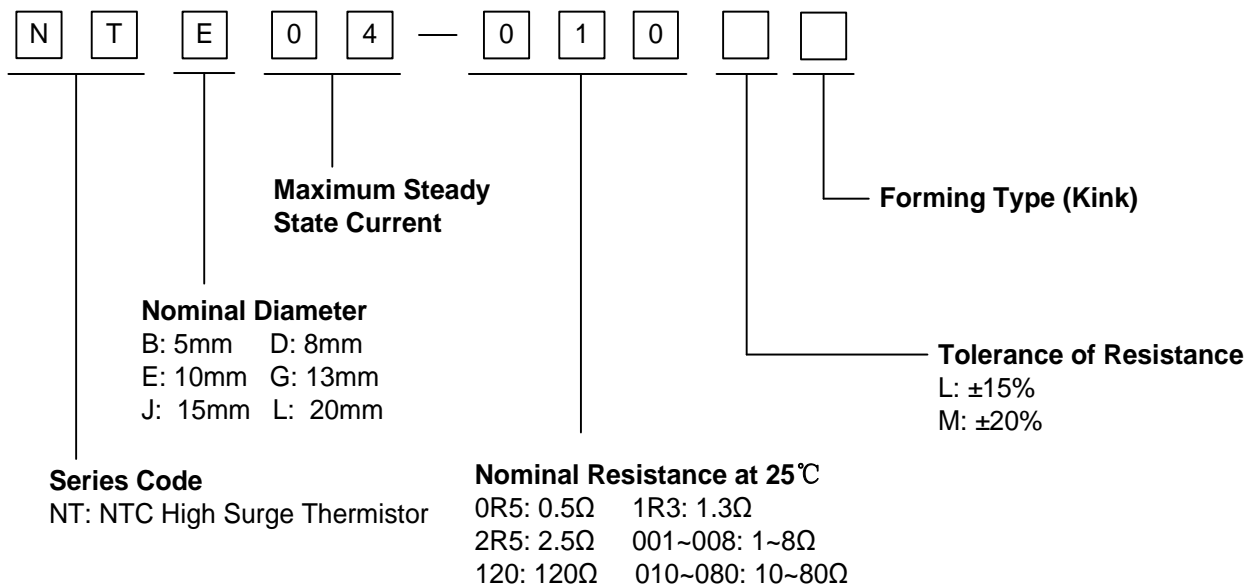 N T E 0 4 — 0 1 0
Maximum Steady
State Current
Forming Type (Kink)
Nominal Diameter
B: 5mm D: 8mm
E: 10mm G: 13mm
J: 15mm L: 20mm
Tolerance of Resistance
L: ±15%
M: ±20%
Series Code
NT: NTC High Surge Thermistor
Nominal Resistance at 25℃
0R5: 0.5Ω 1R3: 1.3Ω
2R5: 2.5Ω 001~008: 1~8Ω
120: 120Ω 010~080: 10~80Ω